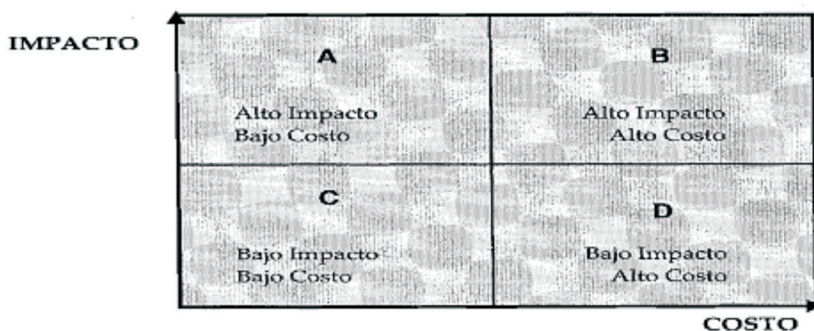 IMPACTO
A
Alto Impacto
Bajo Costo
B
Alto Impacto
Alto Costo
C
Bajo Impacto
Bajo Costo
D
Bajo Impacto
Alto Costo
COSTO